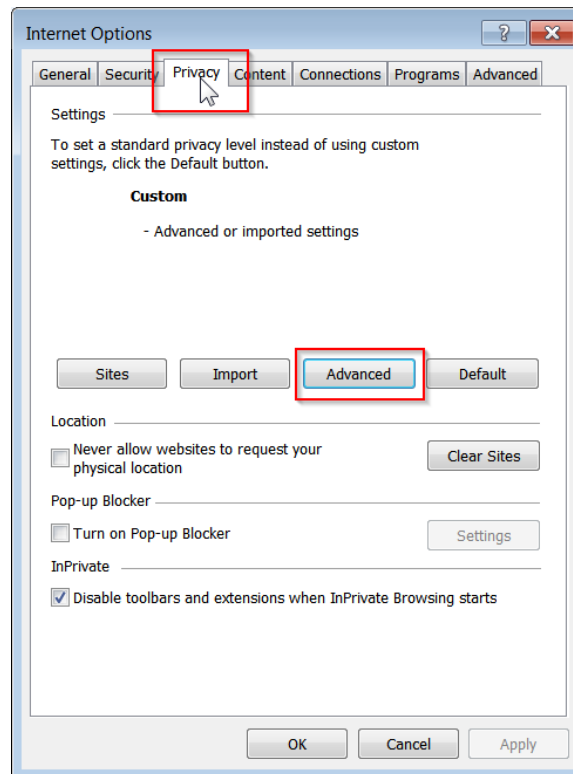 Internet Options
General Security Privacy Content Connections Programs Advanced
Settings
To set a standard privacy level instead of using custom
settings, click the Default button.
Custom
- Advanced or imported settings
Sites Import Advanced Default
Location
Never allow websites to request your
physical location
Clear Sites
Pop-up Blocker
Turn on Pop-up Blocker
Settings
InPrivate
Disable toolbars and extensions when InPrivate Browsing starts
OK Cancel Apply